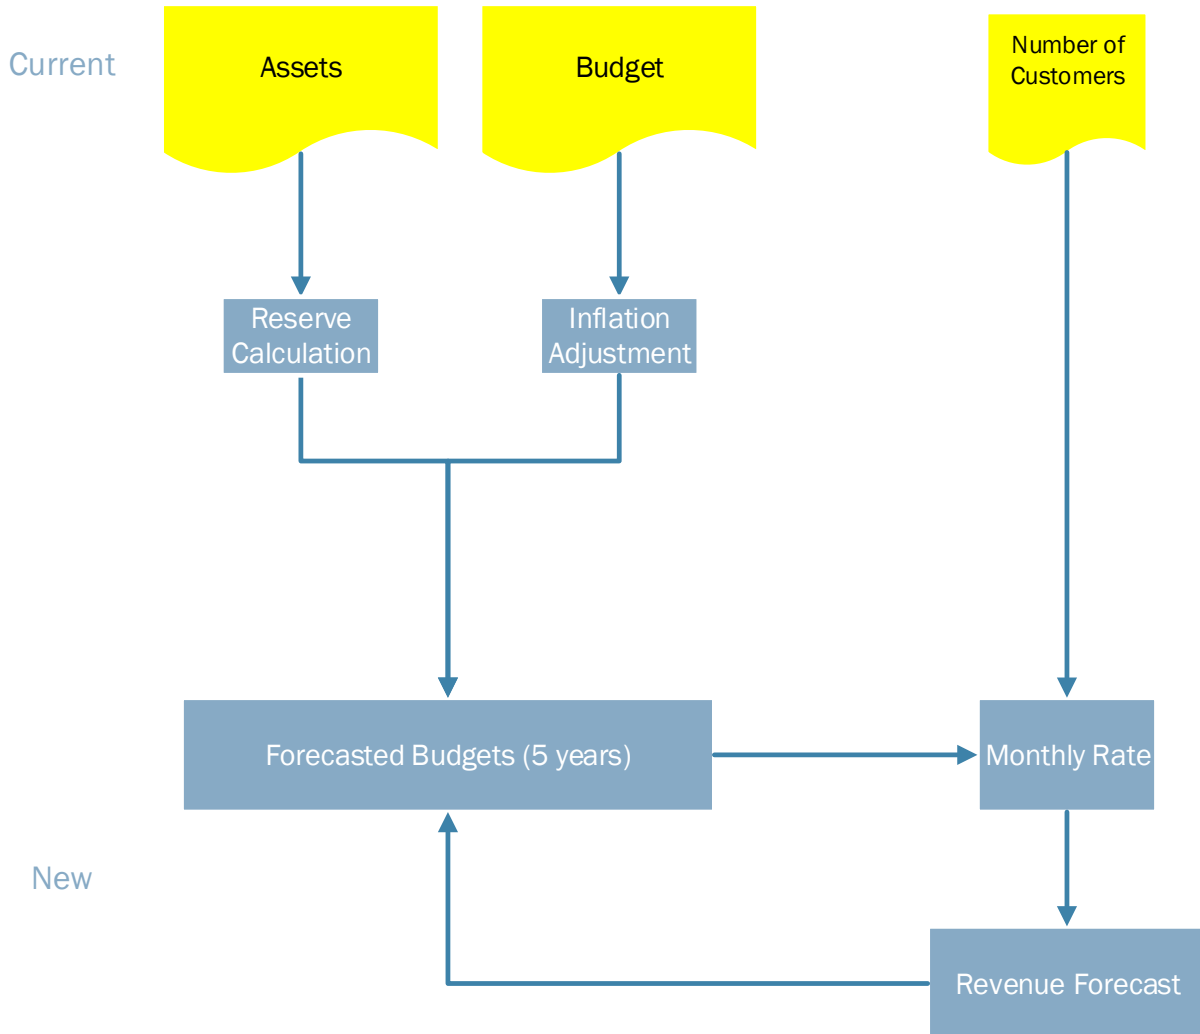 Current
Assets
Budget
Number of
Customers
Reserve
Calculation
Inflation
Adjustment
Forecasted Budgets (5 years)
Monthly Rate
New
Revenue Forecast